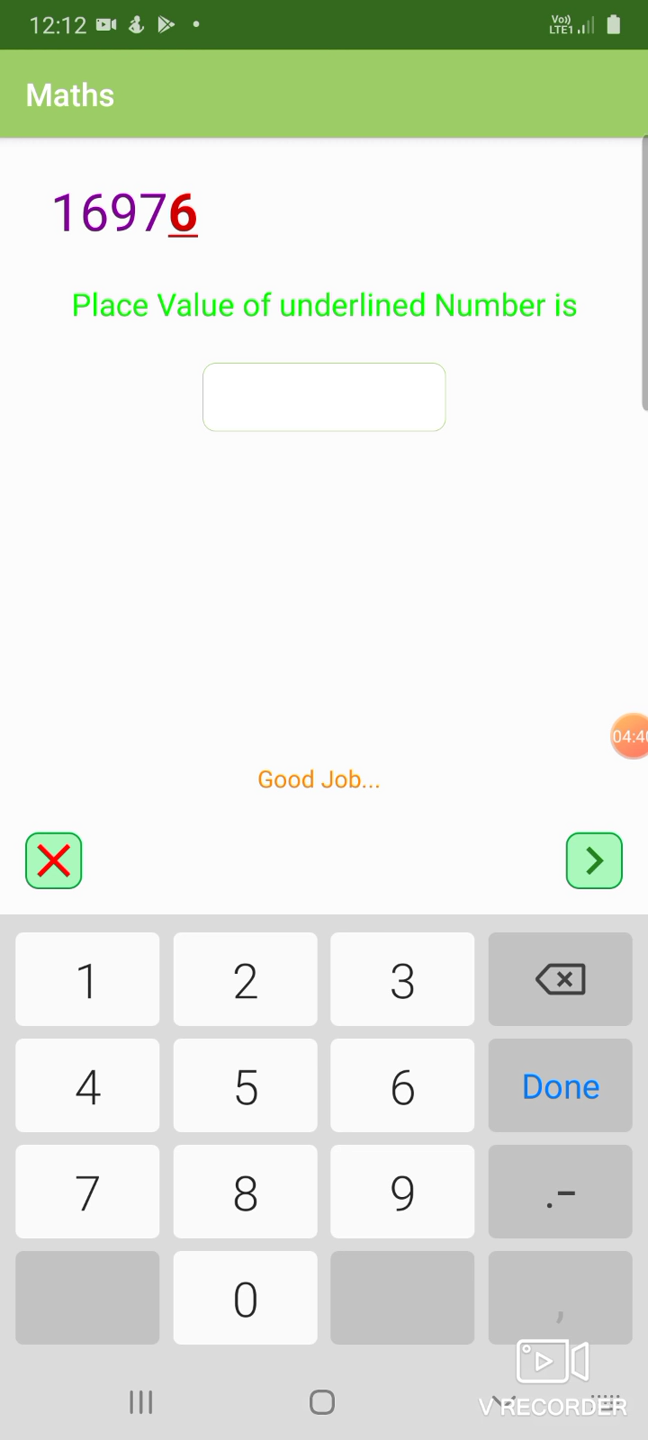 12:12 Vo)) LTE1
Maths
16976
Place Value of underlined Number is
04:40
Good Job...
1 2 3
4 5 6 Done
7 8 9 .-
0 ,
V RECORDER